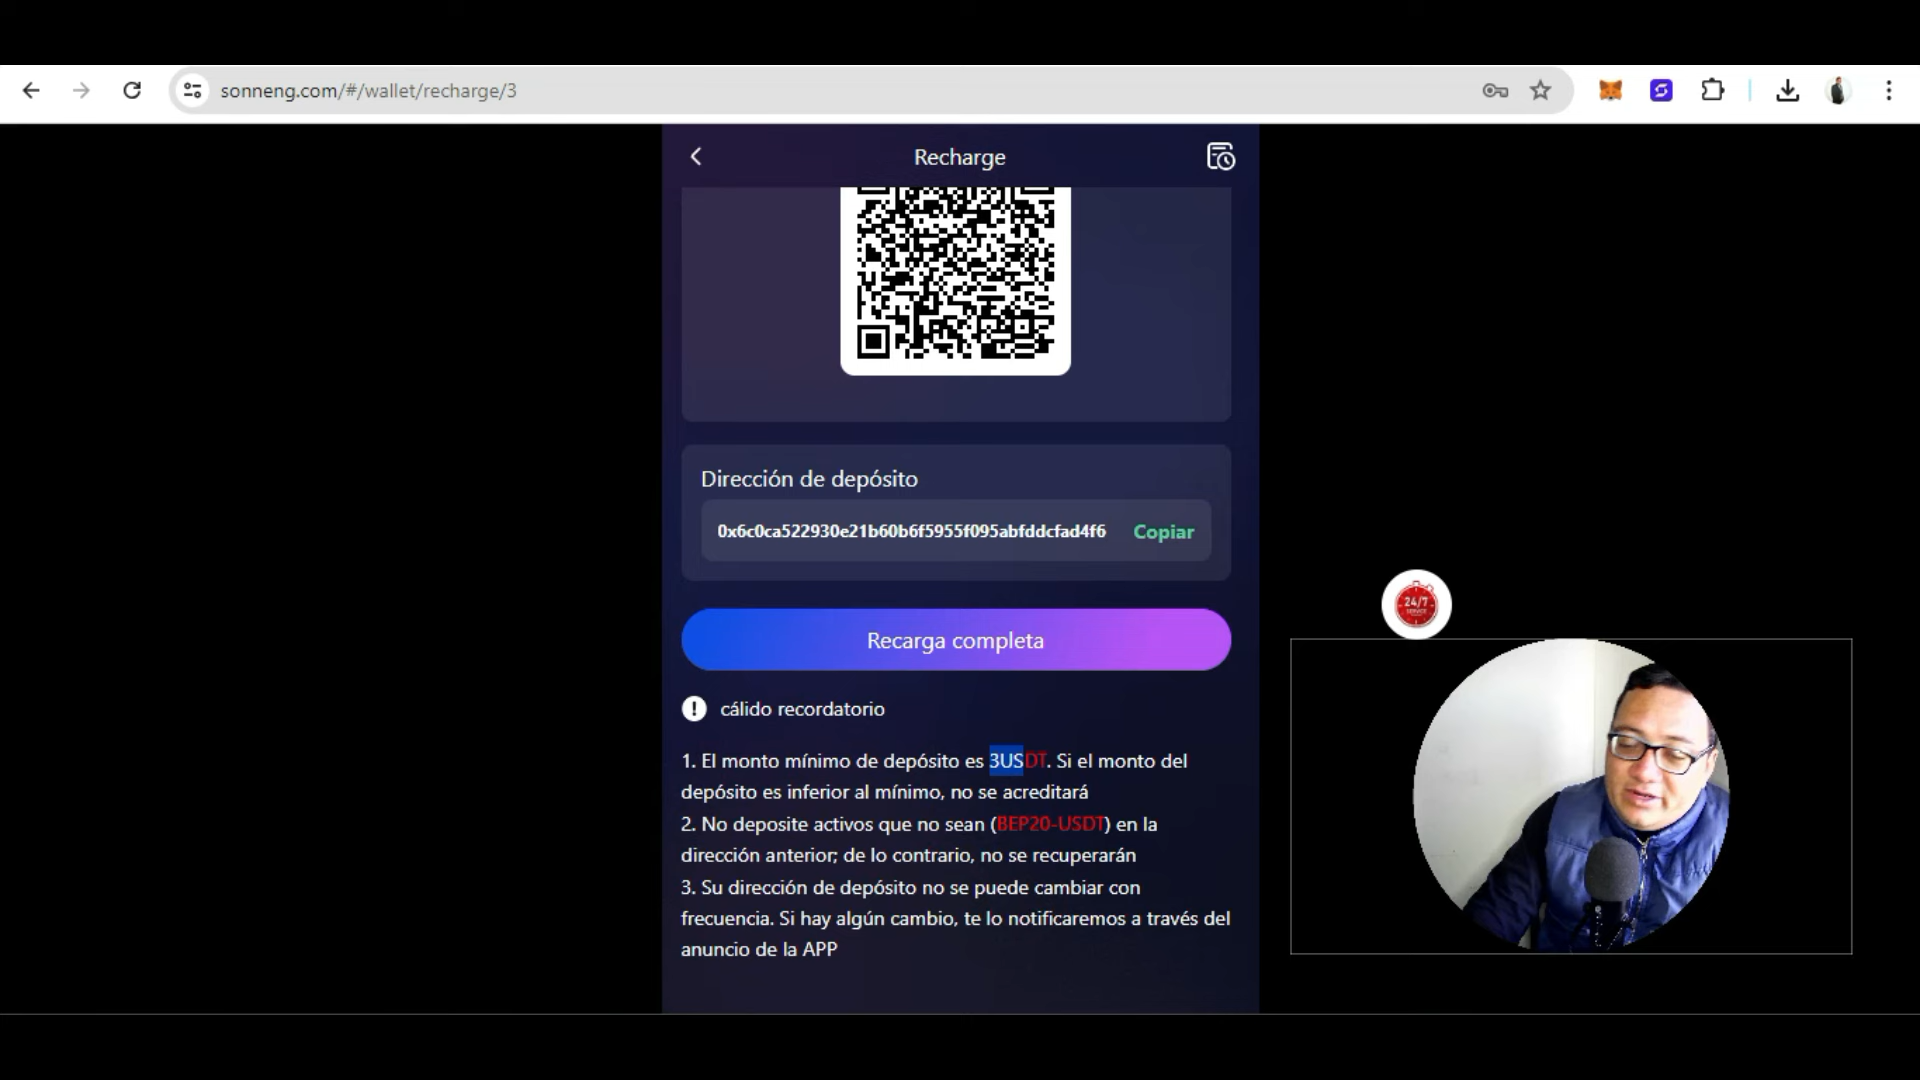 sonneng.com/#/wallet/recharge/3
Recharge
Dirección de depósito
0x6c0ca522930e21b60b6f5955f095abfddcfad4f6 Copiar
Recarga completa
24/7
SERVICE
cálido recordatorio
1. El monto mínimo de depósito es 3USDT. Si el monto del
depósito es inferior al mínimo, no se acreditará
2. No deposite activos que no sean (BEP20-USDT) en la
dirección anterior; de lo contrario, no se recuperarán
3. Su dirección de depósito no se puede cambiar con
frecuencia. Si hay algún cambio, te lo notificaremos a través del
anuncio de la APP